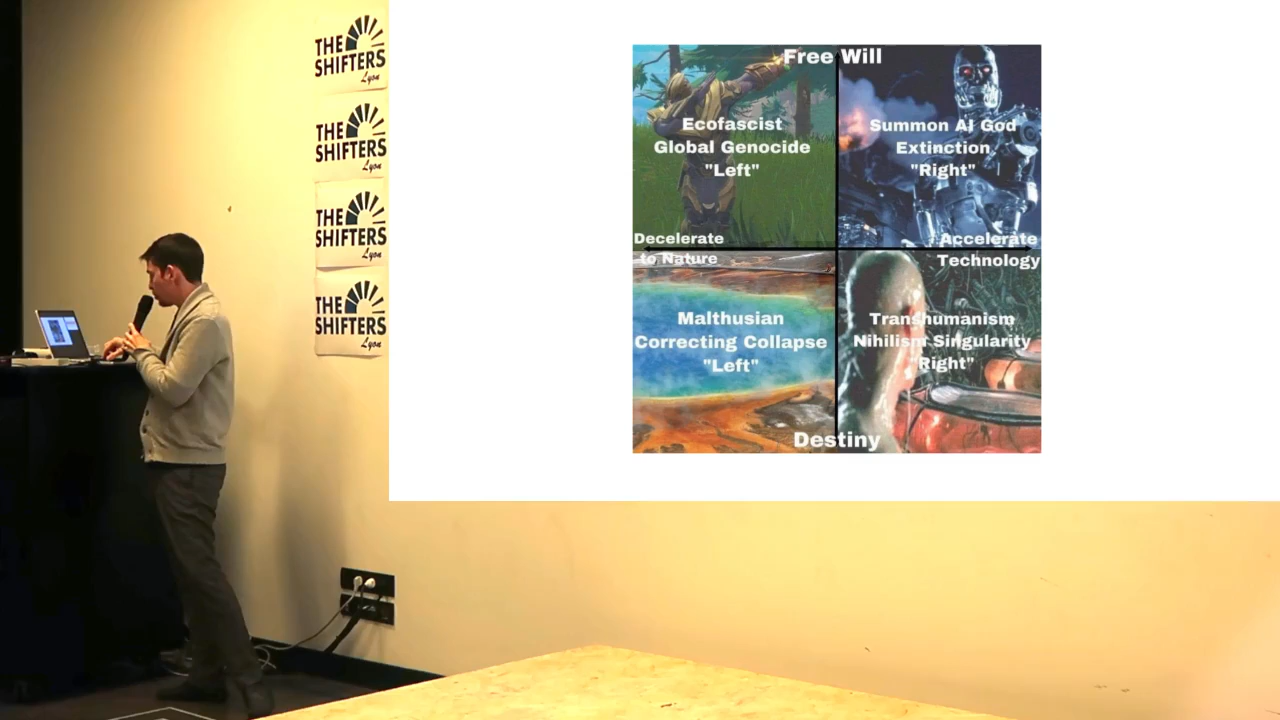 THE
SHIFTERS
Lyon
THE
SHIFTERS
Lyon
THE
SHIFTERS
Lyon
THE
SHIFTERS
Lyon
Free Will
Ecofascist
Global Genocide
"Left"
Summon AI God
Extinction
"Right"
Decelerate
to Nature
Accelerate
Technology
Malthusian
Correcting Collapse
"Left"
Transhumanism
Nihilism Singularity
"Right"
Destiny